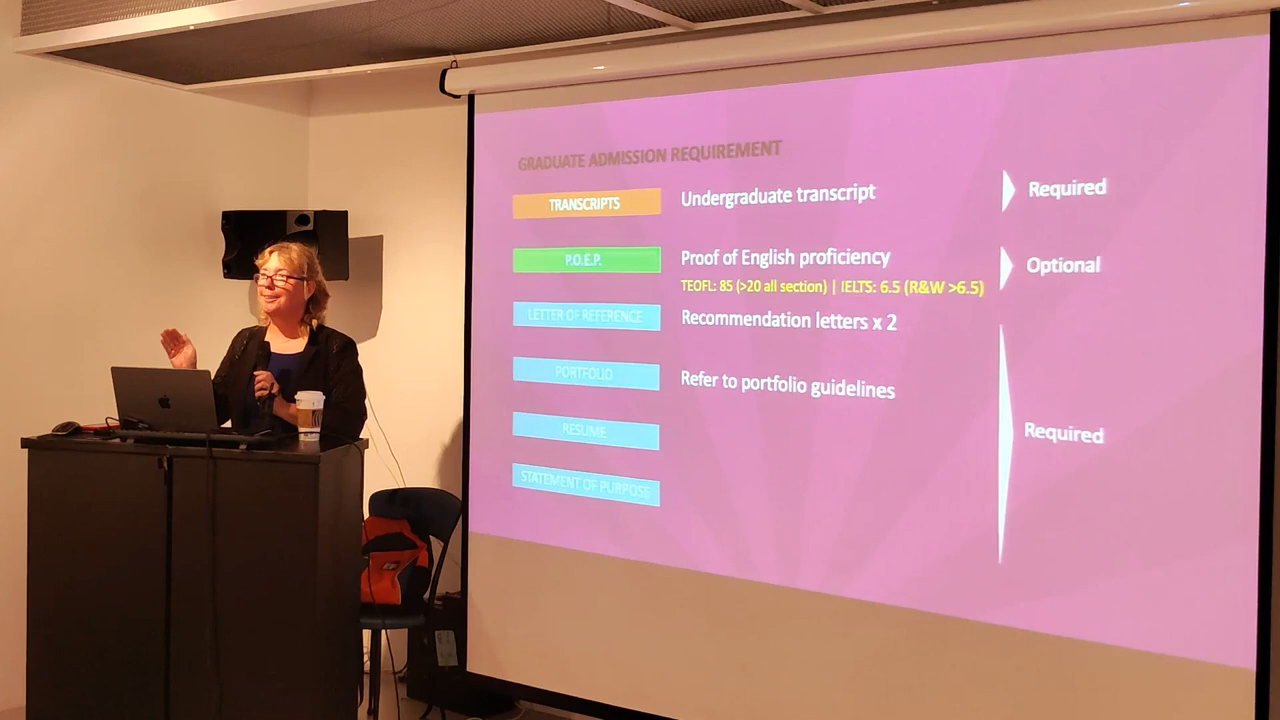 GRADUATE ADMISSION REQUIREMENT
TRANSCRIPTS
Undergraduate transcript
Required
P.O.E.P.
Proof of English proficiency
Optional
TEOFL: 85 (>20 all section) | IELTS: 6.5 (R&W >6.5)
LETTER OF REFERENCE
Recommendation letters x 2
PORTFOLIO
Refer to portfolio guidelines
RESUME
Required
STATEMENT OF PURPOSE